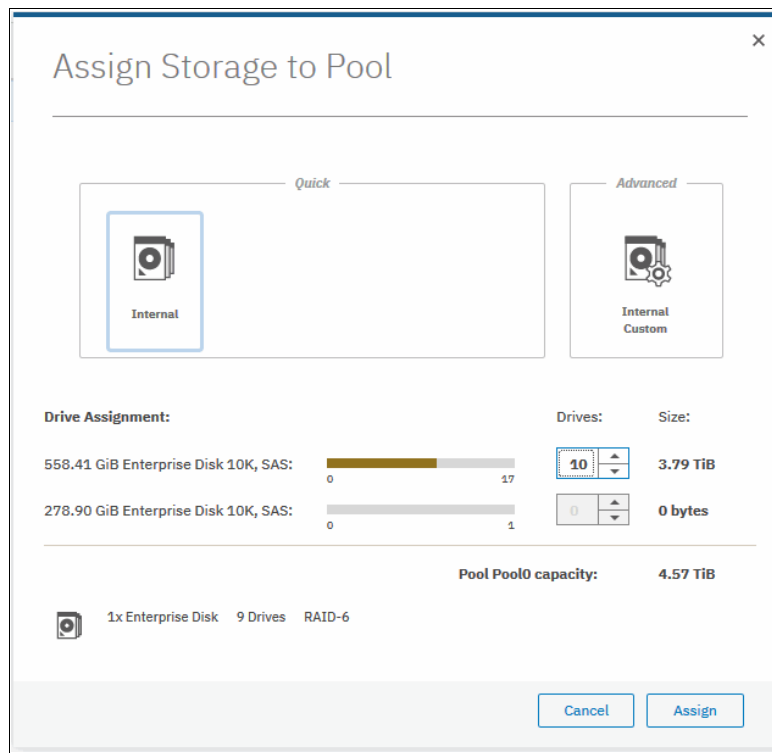 Assign Storage to Pool
Quick
Advanced
Internal
Internal
Custom
Drive Assignment:
Drives:
Size:
558.41 GiB Enterprise Disk 10K, SAS:
0
17
10
3.79 TiB
278.90 GiB Enterprise Disk 10K, SAS:
0
1
0
0 bytes
Pool Pool0 capacity:
4.57 TiB
1x Enterprise Disk 9 Drives RAID-6
Cancel
Assign